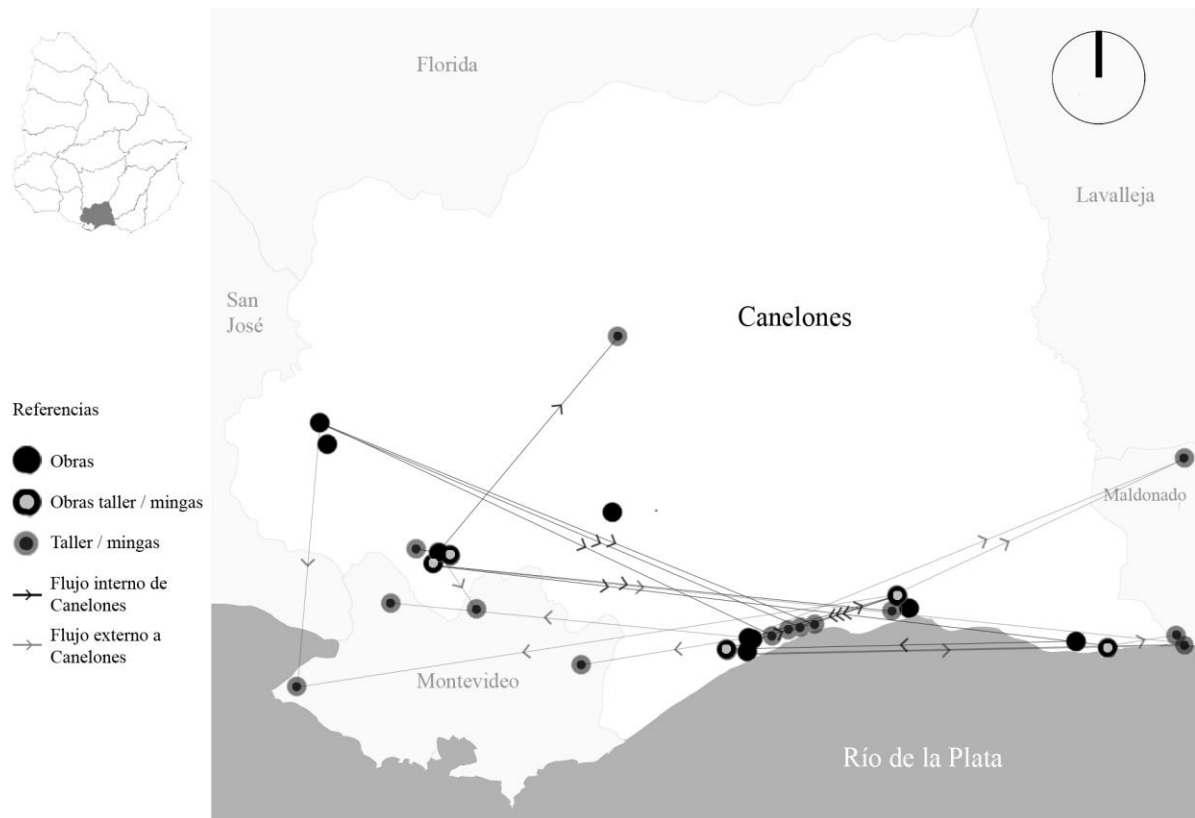 Florida
Lavalleja
San
José
Canelones
Referencias
Obras
Obras taller / mingas
Taller / mingas
Flujo interno de
Canelones
Flujo externo a
Canelones
Maldonado
Montevideo
Río de la Plata